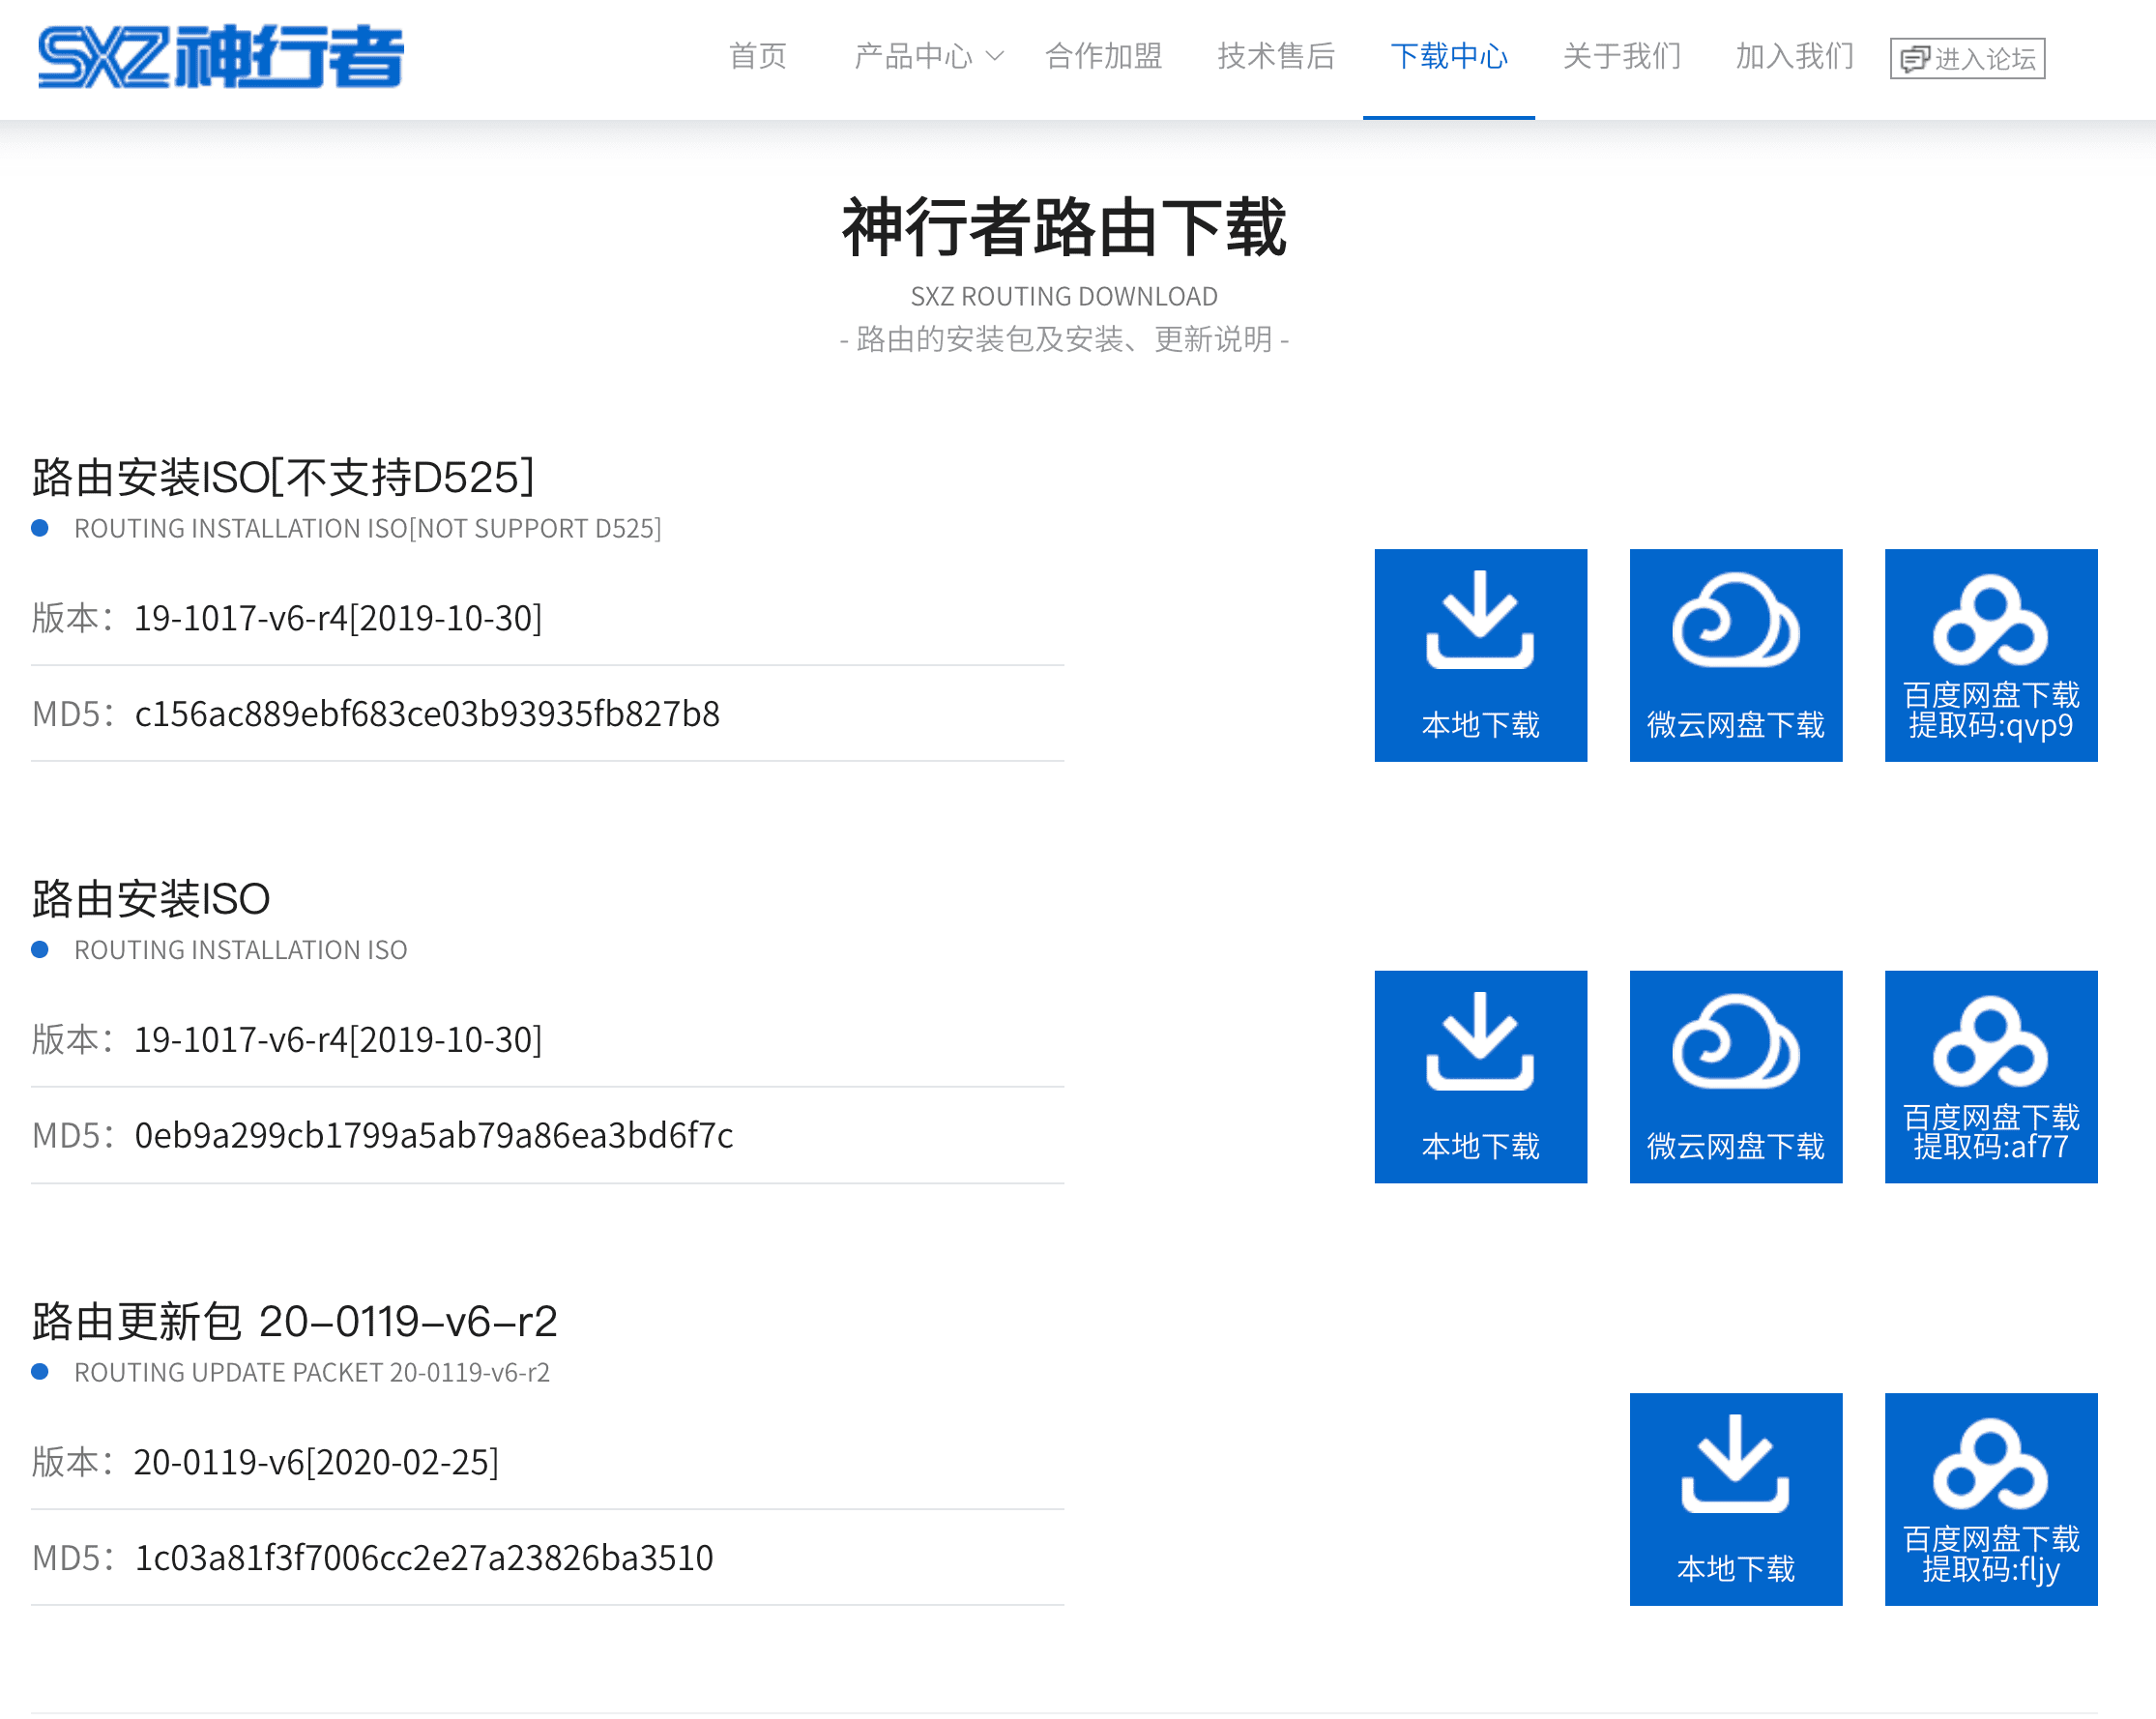 SXZ神行者
首页 产品中心 合作加盟 技术售后 下载中心 关于我们 加入我们 进入论坛
神行者路由下载
SXZ ROUTING DOWNLOAD
- 路由的安装包及安装、更新说明 -
路由安装ISO[不支持D525]
ROUTING INSTALLATION ISO[NOT SUPPORT D525]
版本：19-1017-v6-r4[2019-10-30]
MD5：c156ac889ebf683ce03b93935fb827b8
本地下载
微云网盘下载
百度网盘下载
提取码:qvp9
路由安装ISO
ROUTING INSTALLATION ISO
版本：19-1017-v6-r4[2019-10-30]
MD5：0eb9a299cb1799a5ab79a86ea3bd6f7c
本地下载
微云网盘下载
百度网盘下载
提取码:af77
路由更新包 20-0119-v6-r2
ROUTING UPDATE PACKET 20-0119-v6-r2
版本：20-0119-v6[2020-02-25]
MD5：1c03a81f3f7006cc2e27a23826ba3510
本地下载
百度网盘下载
提取码:fljy